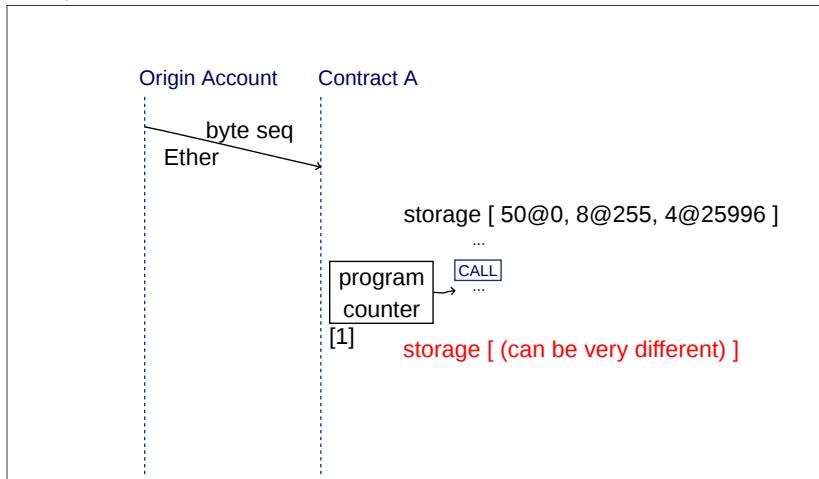 Origin Account
Contract A
byte seq
Ether
storage [ 50@0, 8@255, 4@25996 ]
...
CALL
...
program
counter
[1]
storage [ (can be very different) ]